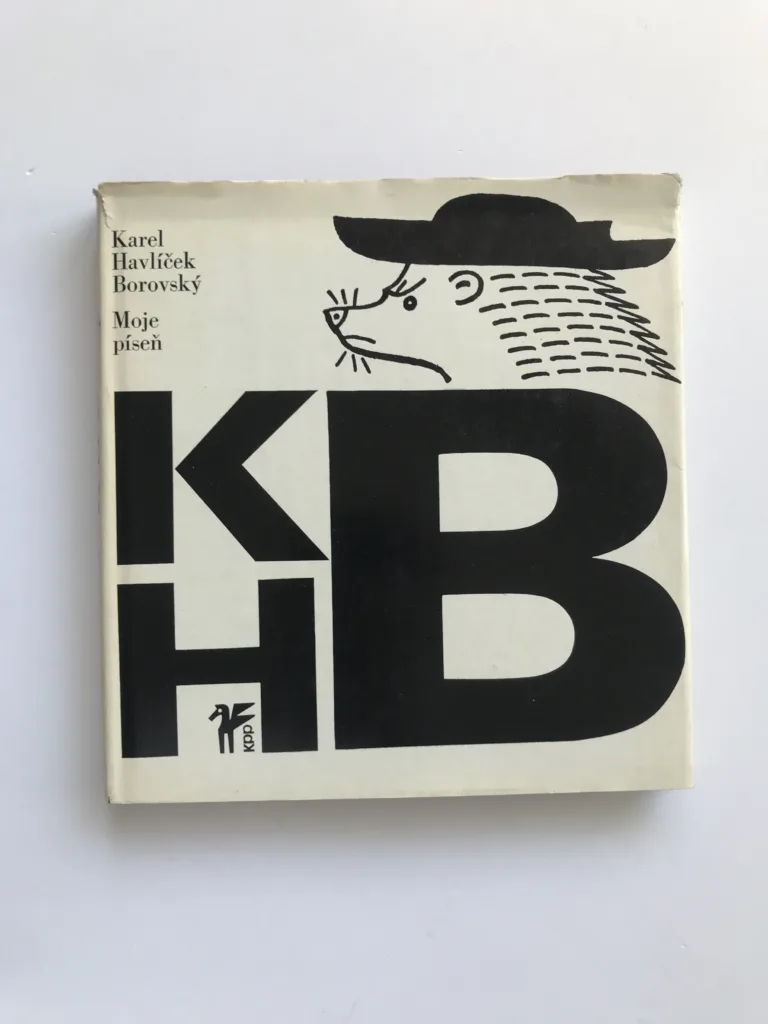 Karel
Havlíček
Borovský
Moje
píseň
K
B
H
kpp